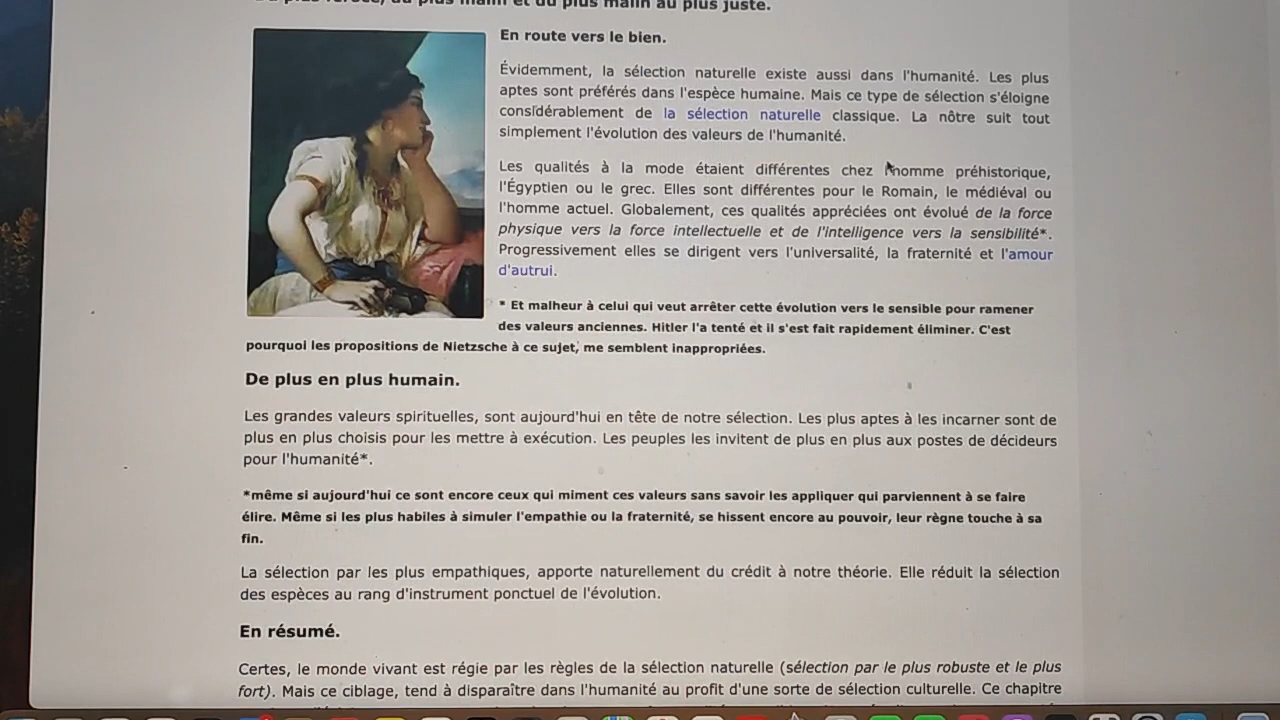 plus juste.
En route vers le bien.
Évidemment, la sélection naturelle existe aussi dans l'humanité. Les plus
aptes sont préférés dans l'espèce humaine. Mais ce type de sélection s'éloigne
considérablement de la sélection naturelle classique. La nôtre suit tout
simplement l'évolution des valeurs de l'humanité.
Les qualités à la mode étaient différentes chez l'homme préhistorique,
l'Égyptien ou le grec. Elles sont différentes pour le Romain, le médiéval ou
l'homme actuel. Globalement, ces qualités appréciées ont évolué de la force
physique vers la force intellectuelle et de l'intelligence vers la sensibilité*.
Progressivement elles se dirigent vers l'universalité, la fraternité et l'amour
d'autrui.
* Et malheur à celui qui veut arrêter cette évolution vers le sensible pour ramener
des valeurs anciennes. Hitler l'a tenté et il s'est fait rapidement éliminer. C'est
pourquoi les propositions de Nietzsche à ce sujet, me semblent inappropriées.
De plus en plus humain.
Les grandes valeurs spirituelles, sont aujourd'hui en tête de notre sélection. Les plus aptes à les incarner sont de
plus en plus choisis pour les mettre à exécution. Les peuples les invitent de plus en plus aux postes de décideurs
pour l'humanité*.
*même si aujourd'hui ce sont encore ceux qui miment ces valeurs sans savoir les appliquer qui parviennent à se faire
élire. Même si les plus habiles à simuler l'empathie ou la fraternité, se hissent encore au pouvoir, leur règne touche à sa
fin.
La sélection par les plus empathiques, apporte naturellement du crédit à notre théorie. Elle réduit la sélection
des espèces au rang d'instrument ponctuel de l'évolution.
En résumé.
Certes, le monde vivant est régie par les règles de la sélection naturelle (sélection par le plus robuste et le plus
fort). Mais ce ciblage, tend à disparaître dans l'humanité au profit d'une sorte de sélection culturelle. Ce chapitre